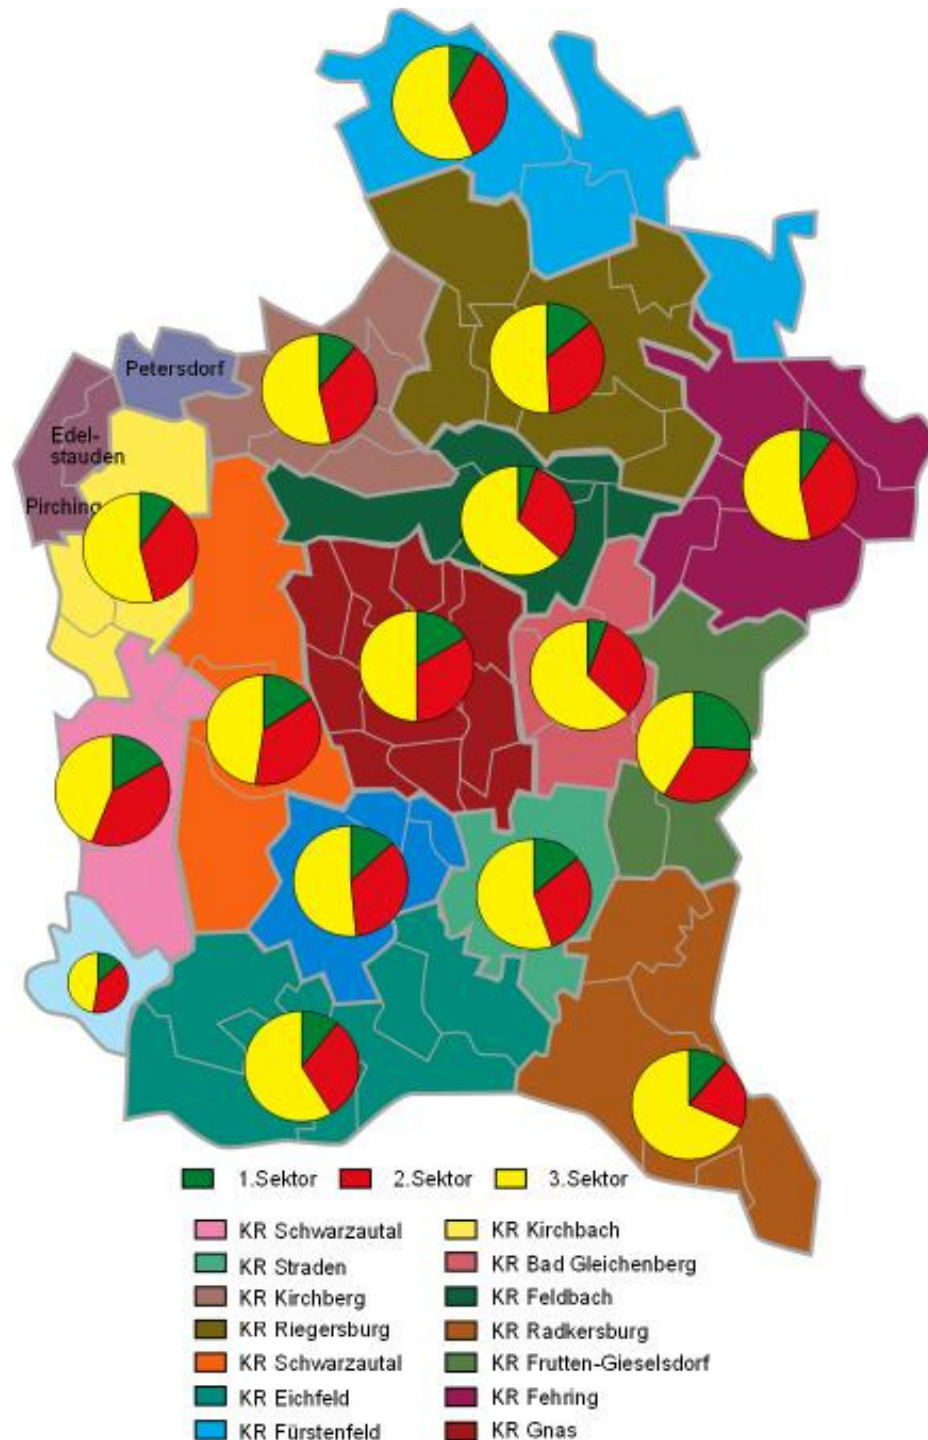 Petersdorf
Edel-
stauden
Pirching
1.Sektor 2.Sektor 3.Sektor
KR Schwarzautal KR Kirchbach
KR Straden KR Bad Gleichenberg
KR Kirchberg KR Feldbach
KR Riegersburg KR Radkersburg
KR Schwarzautal KR Frutten-Gieselsdorf
KR Eichfeld KR Fehring
KR Fürstenfeld KR Gnas